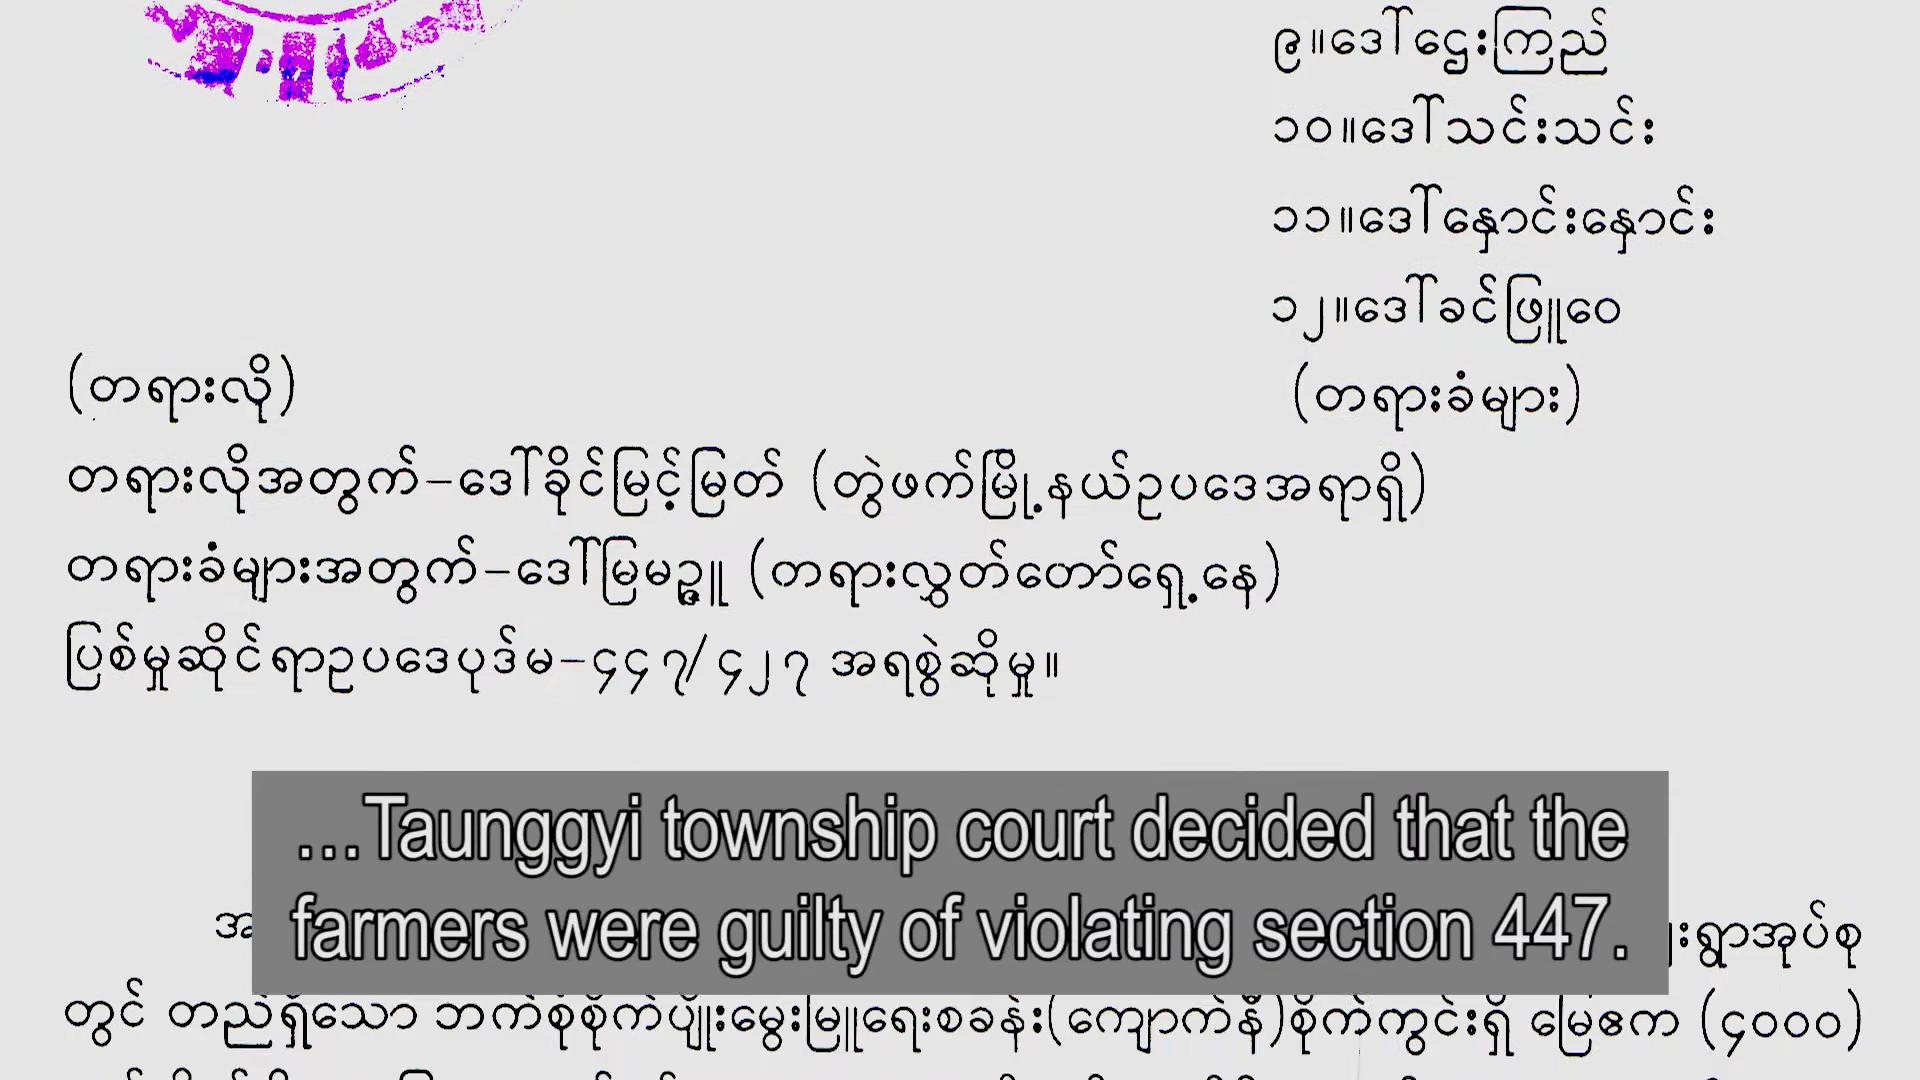 ၉။ဒေါ်ဌေးကြည်
၁၀။ဒေါ်သင်းသင်း
၁၁။ဒေါ်နှောင်းနှောင်း
၁၂။ဒေါ်ခင်ဖြူဝေ
(တရားလို)
(တရားခံများ)
တရားလိုအတွက်-ဒေါ်ခိုင်မြင့်မြတ် (တွဲဖက်မြို့နယ်ဥပဒေအရာရှိ)
တရားခံများအတွက်-ဒေါ်မြမဥ္ဇူ (တရားလွှတ်တော်ရှေ့နေ)
ပြစ်မှုဆိုင်ရာဥပဒေပုဒ်မ-၄၄၇/၄၂၇ အရစွဲဆိုမှု။
...Taunggyi township court decided that the
farmers were guilty of violating section 447.
ရွာအုပ်စု
တွင် တည်ရှိသော ဘက်စုံစိုက်ပျိုးမွေးမြူရေးစခန်း(ကျောက်နီ)စိုက်ကွင်းရှိ မြေဧက (၄၀၀၀)